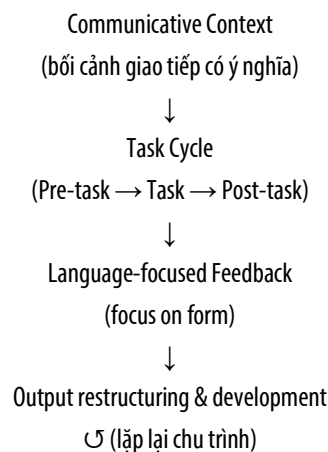 Communicative Context
(bối cảnh giao tiếp có ý nghĩa)
↓
Task Cycle
(Pre-task → Task → Post-task)
↓
Language-focused Feedback
(focus on form)
↓
Output restructuring & development
↺ (lặp lại chu trình)